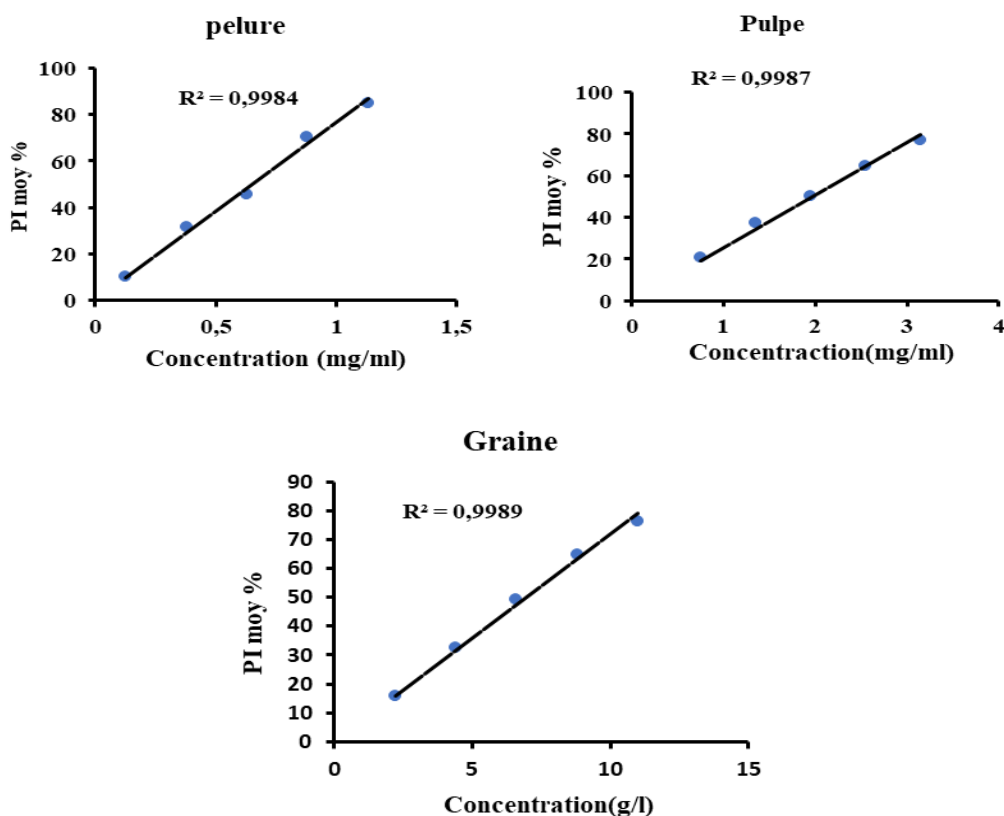 pelure
R² = 0,9984
PI moy %
100
80
60
40
20
0
0 0,5 1 1,5
Concentration (mg/ml)
Pulpe
R² = 0,9987
PI moy %
100
80
60
40
20
0
0 1 2 3 4
Concentraction(mg/ml)
Graine
R² = 0,9989
PI moy %
90
80
70
60
50
40
30
20
10
0
0 5 10 15
Concentration(g/l)